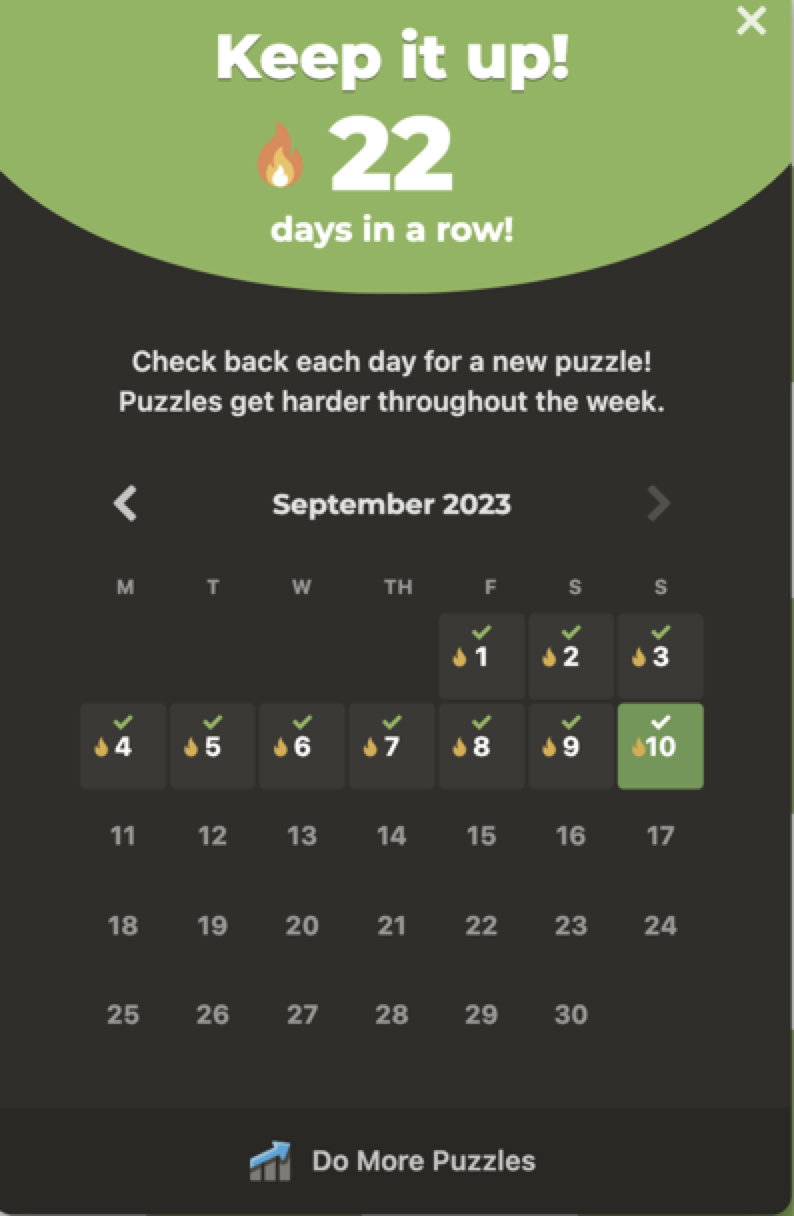 Keep it up!
22
days in a row!
Check back each day for a new puzzle!
Puzzles get harder throughout the week.
September 2023
M T W TH F S S
1 2 3
4 5 6 7 8 9 10
11 12 13 14 15 16 17
18 19 20 21 22 23 24
25 26 27 28 29 30
Do More Puzzles